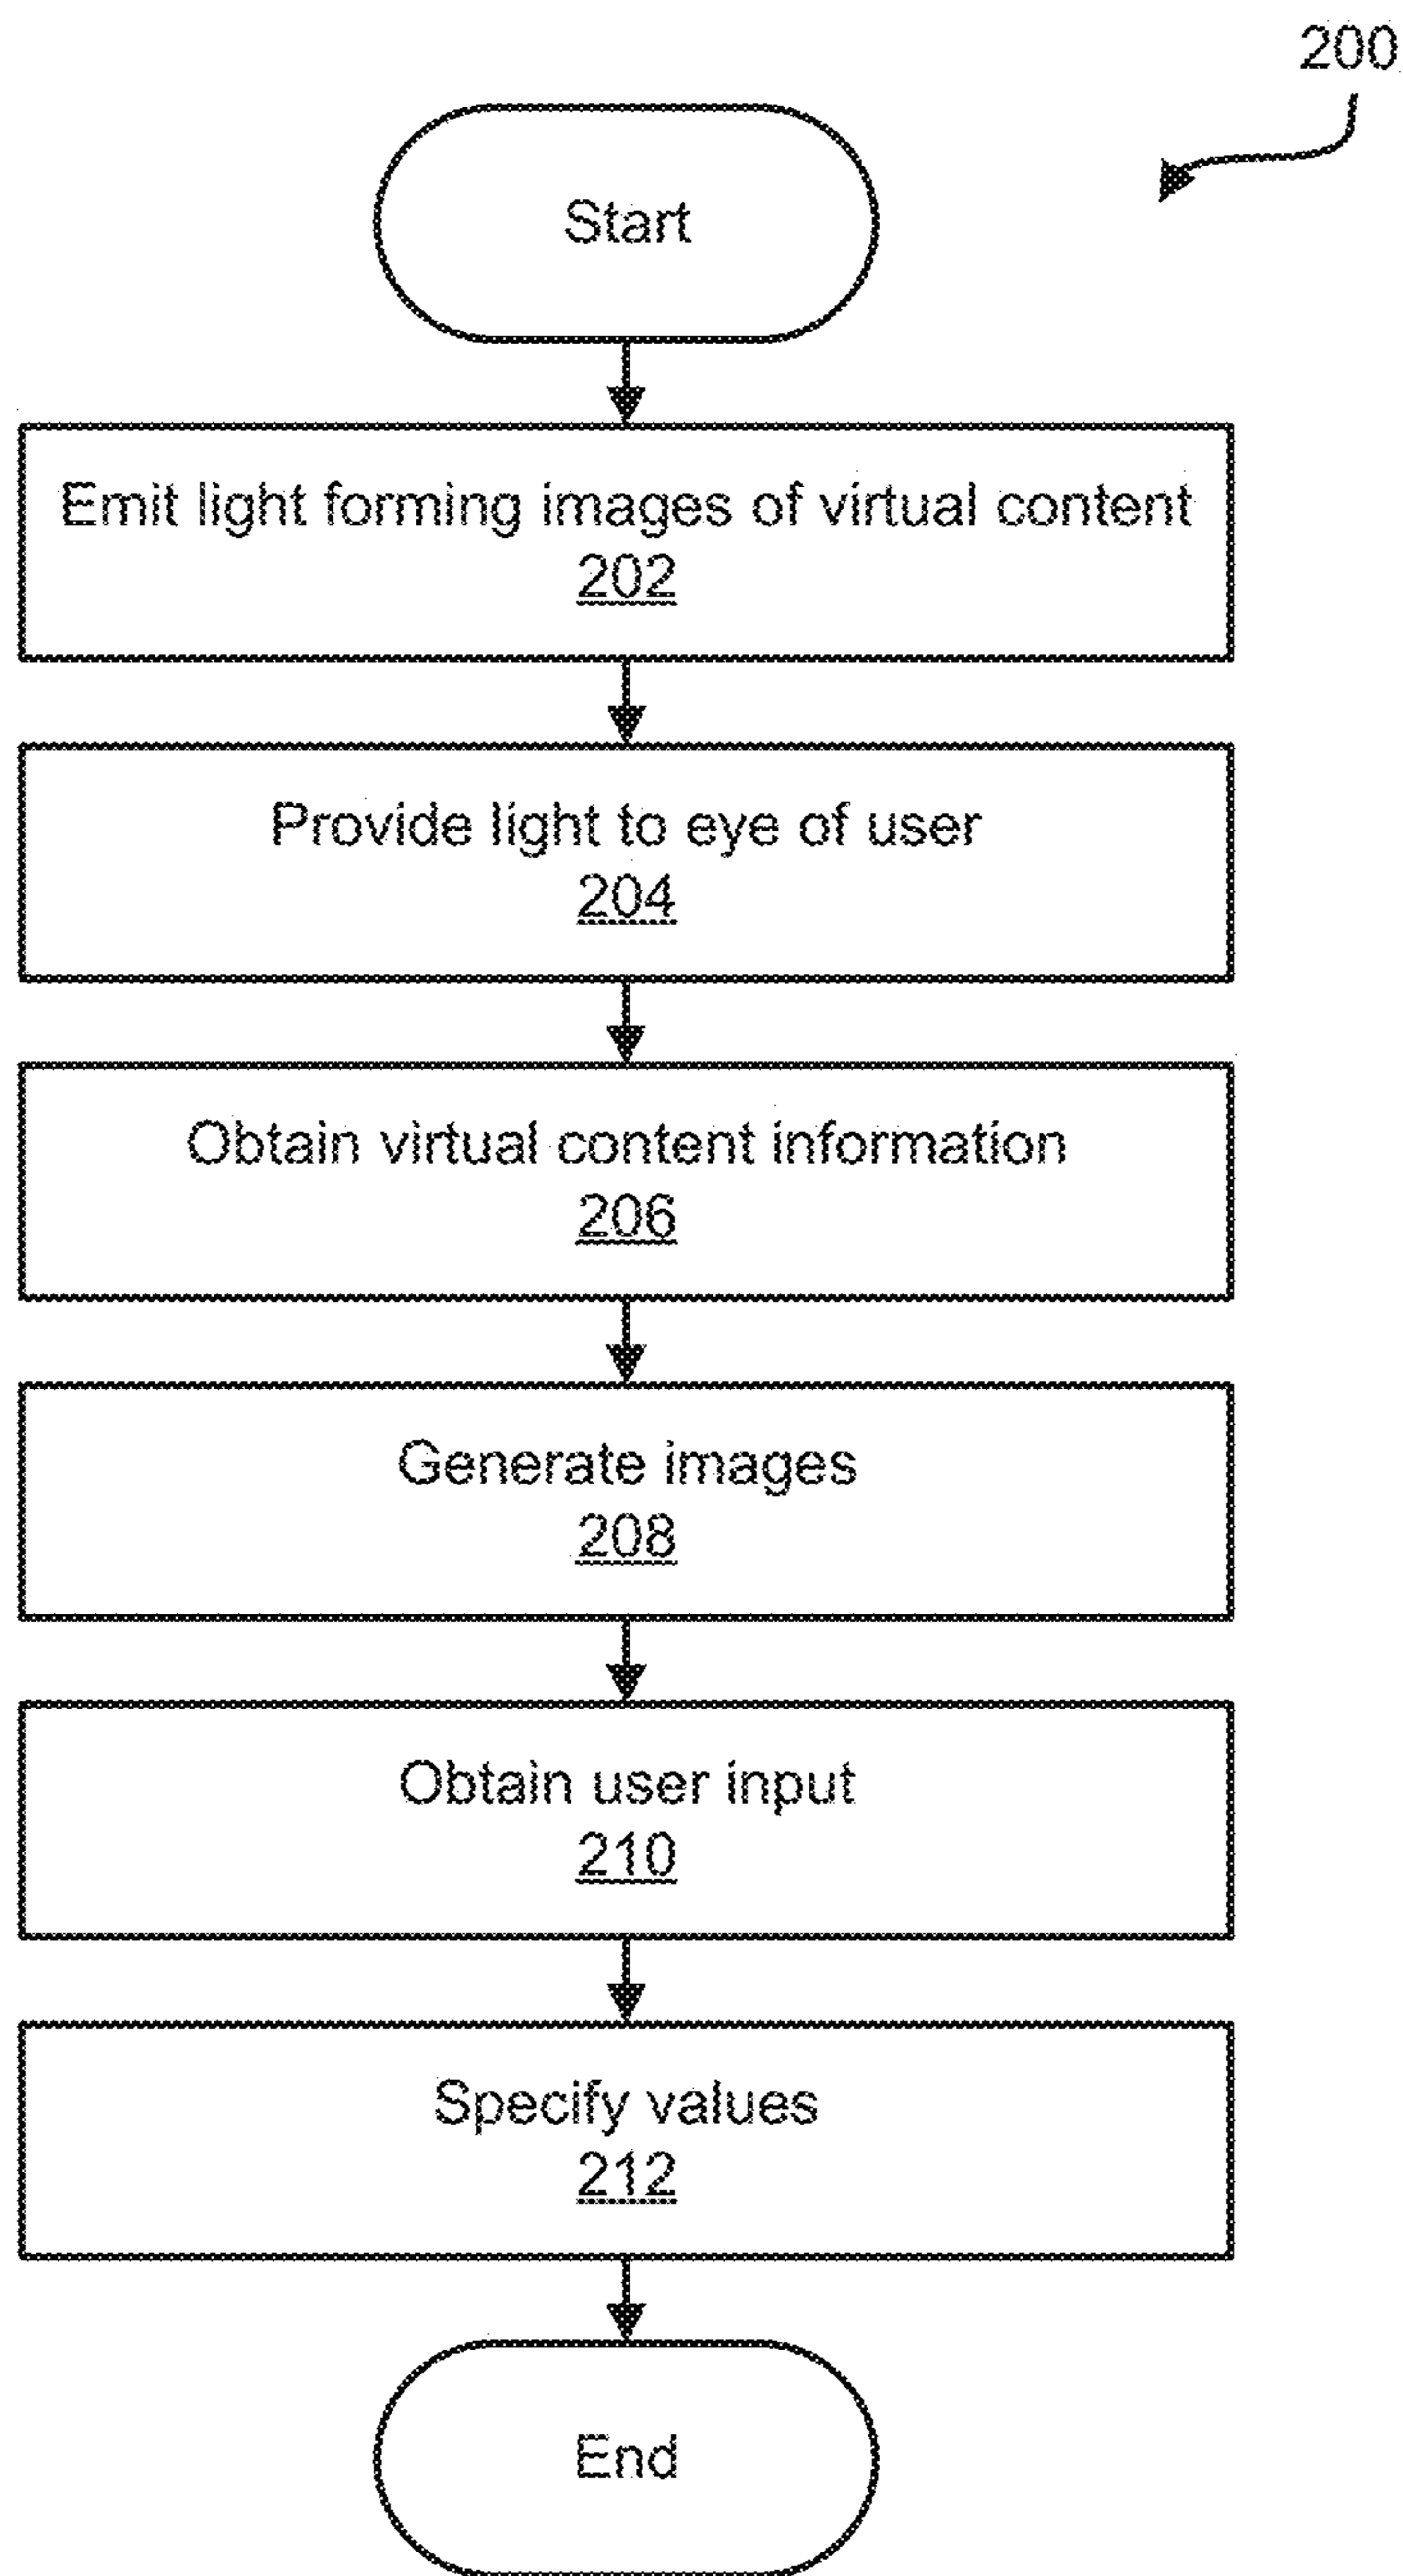 200
Start
Emit light forming images of virtual content
202
Provide light to eye of user
204
Obtain virtual content information
206
Generate images
208
Obtain user input
210
Specify values
212
End